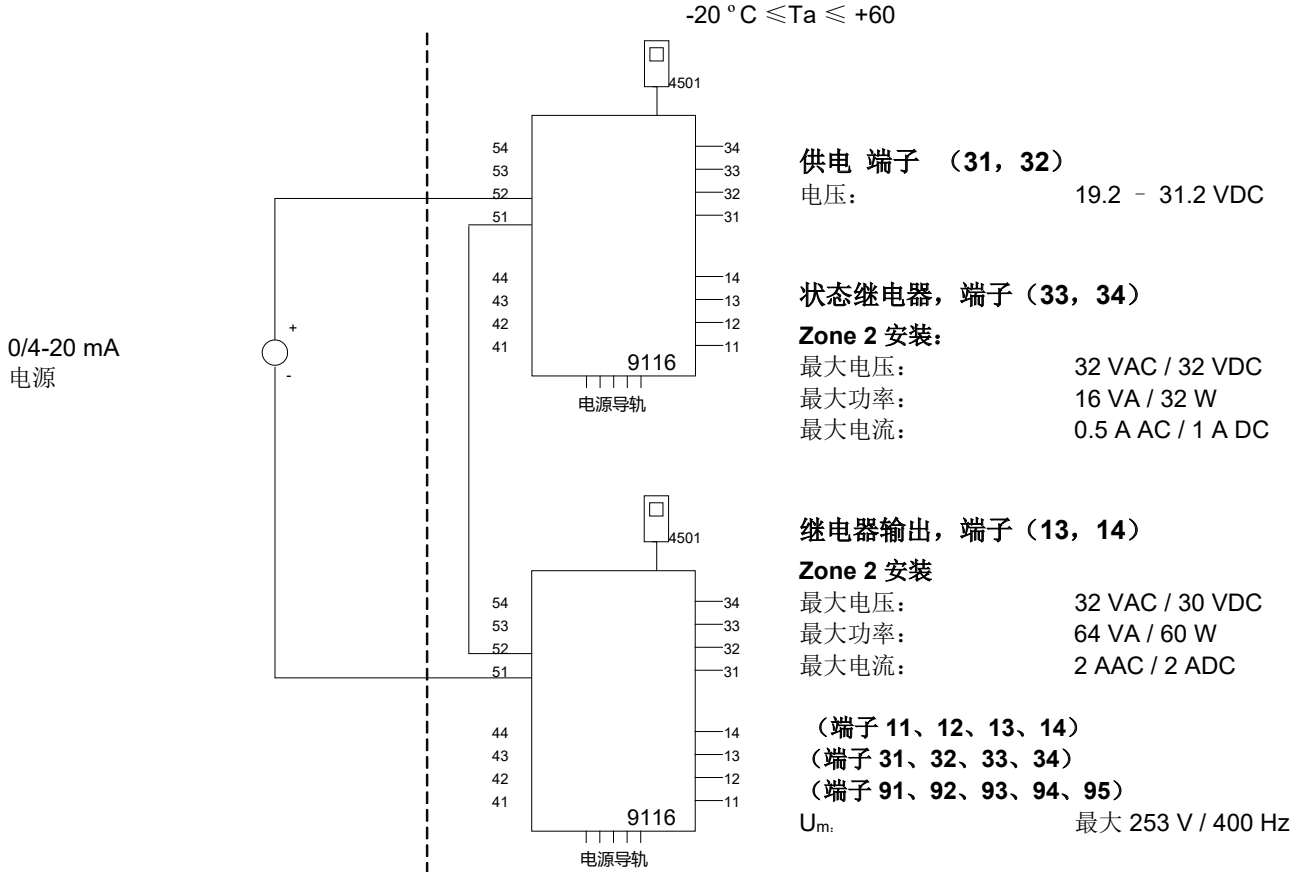 -20 ºC ≤Ta ≤ +60
4501
54
53
52
51
44
43
42
41
34
33
32
31
14
13
12
11
9116
电源导轨
0/4-20 mA
电源
+
-
4501
54
53
52
51
44
43
42
41
34
33
32
31
14
13
12
11
9116
电源导轨
供电 端子 （31，32）
电压： 19.2 – 31.2 VDC
状态继电器，端子（33，34）
Zone 2 安装：
最大电压： 32 VAC / 32 VDC
最大功率： 16 VA / 32 W
最大电流： 0.5 A AC / 1 A DC
继电器输出，端子（13，14）
Zone 2 安装
最大电压： 32 VAC / 30 VDC
最大功率： 64 VA / 60 W
最大电流： 2 AAC / 2 ADC
（端子 11、12、13、14）
（端子 31、32、33、34）
（端子 91、92、93、94、95）
Um: 最大 253 V / 400 Hz